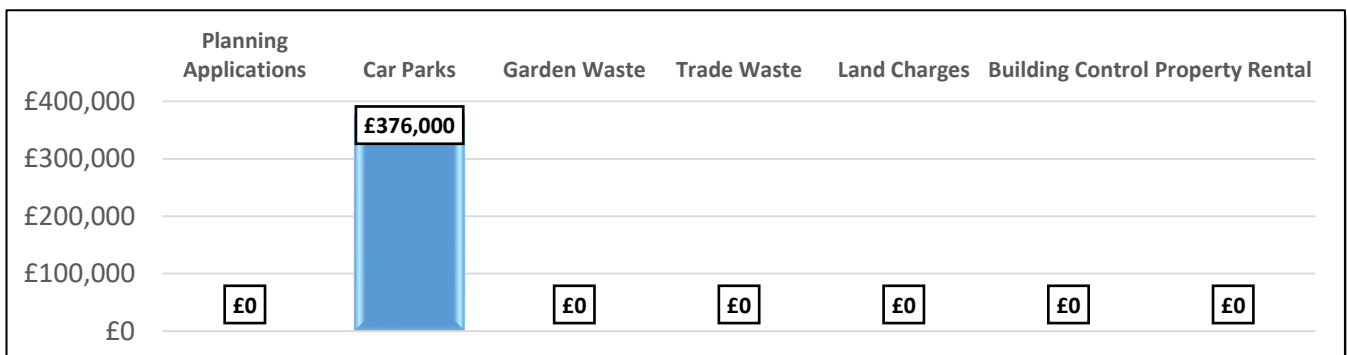 Planning
Applications Car Parks Garden Waste Trade Waste Land Charges Building Control Property Rental
£400,000
£376,000
£300,000
£200,000
£100,000
£0 £0 £0 £0 £0 £0
£0